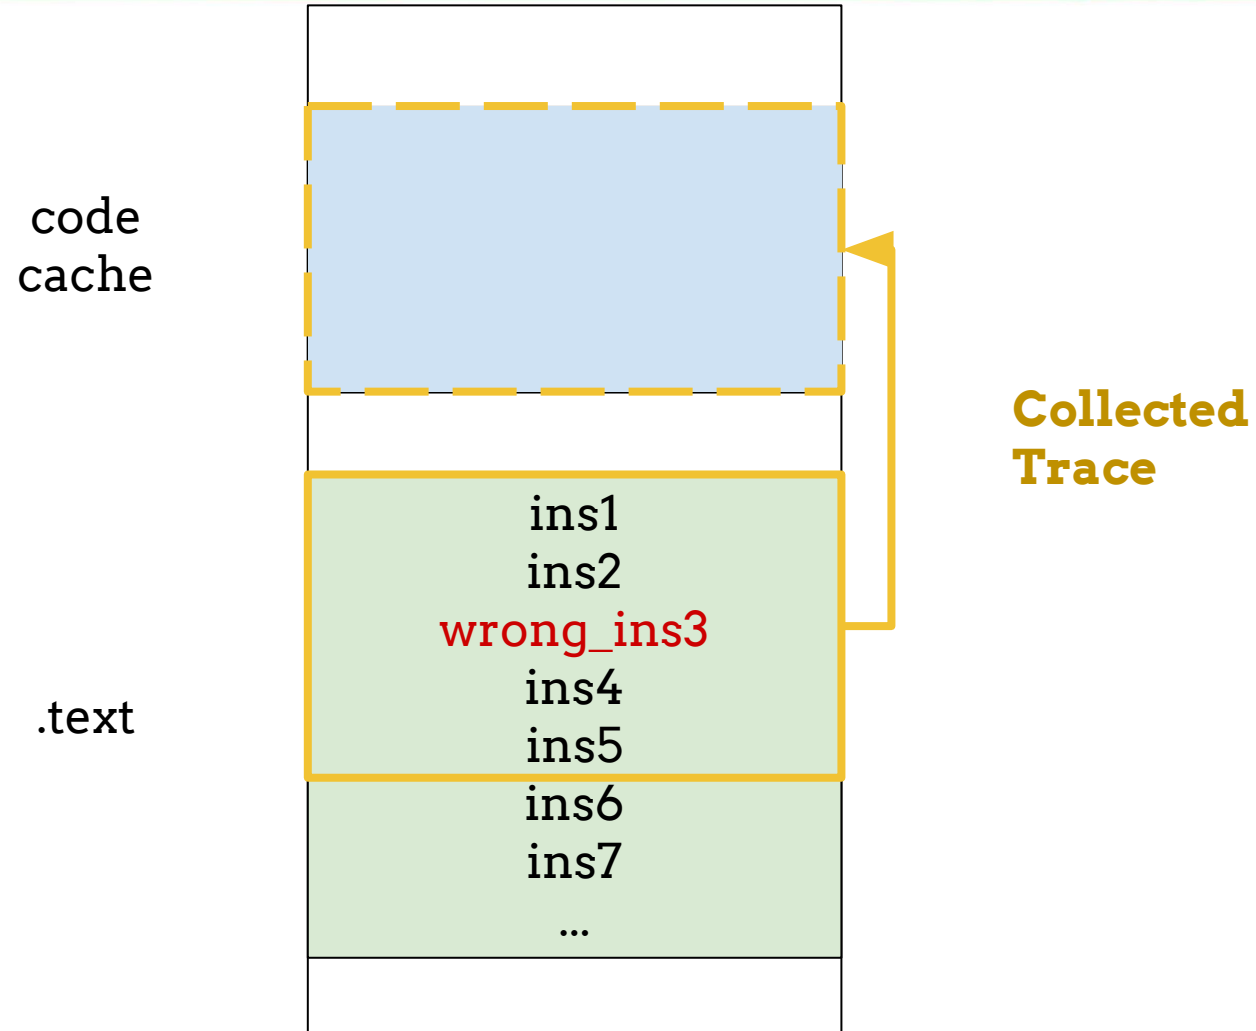 code
cache
Collected
Trace
ins1
ins2
wrong_ins3
ins4
.text
ins5
ins6
ins7
...